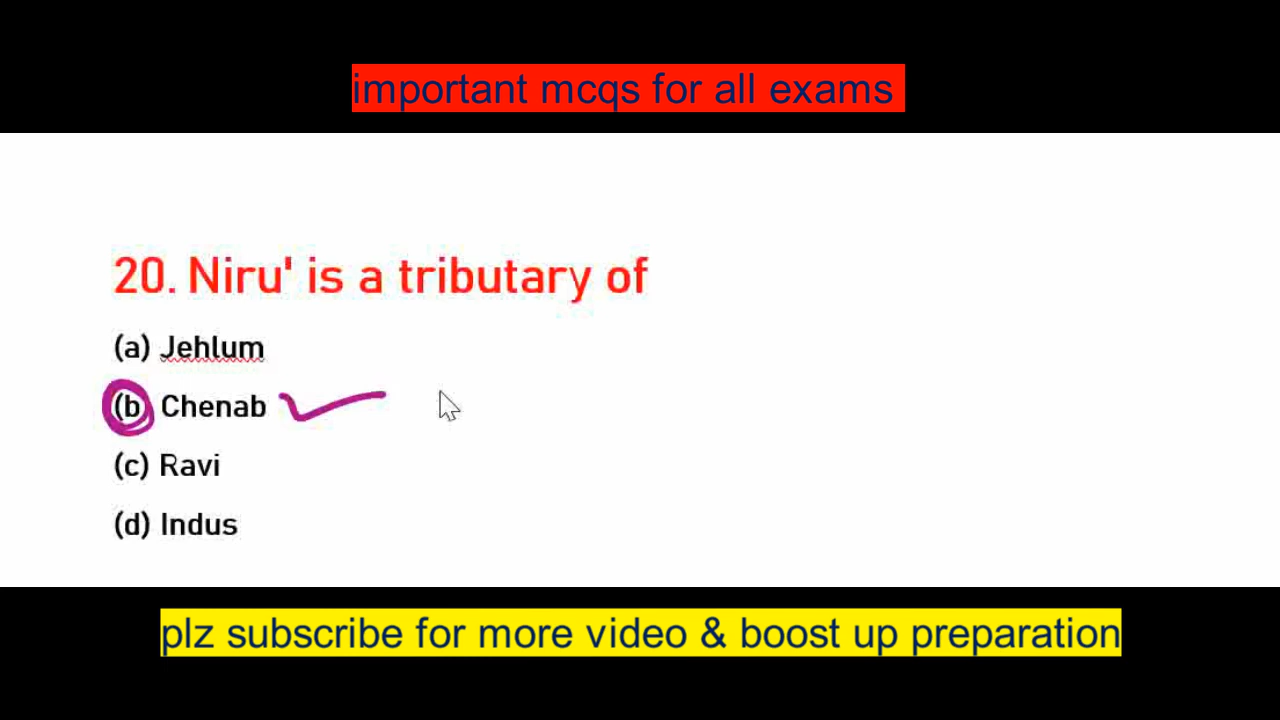 important mcqs for all exams
20. Niru' is a tributary of
(a) Jehlum
(b) Chenab
(c) Ravi
(d) Indus
plz subscribe for more video & boost up preparation